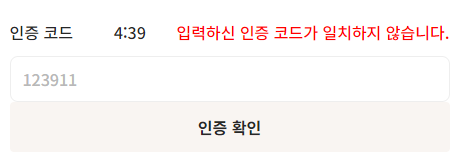 인증 코드 4:39 입력하신 인증 코드가 일치하지 않습니다.
123911
인증 확인